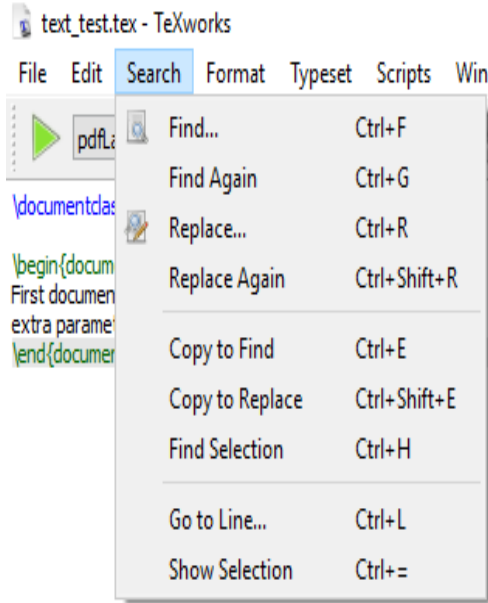 text_test.tex - TeXworks
File Edit Search Format Typeset Scripts Win
pdfLa
Find... Ctrl+F
Find Again Ctrl+G
Replace... Ctrl+R
Replace Again Ctrl+Shift+R
Copy to Find Ctrl+E
Copy to Replace Ctrl+Shift+E
Find Selection Ctrl+H
Go to Line... Ctrl+L
Show Selection Ctrl+=
\documentclas
\begin{docum
First documen
extra parame
\end{documen